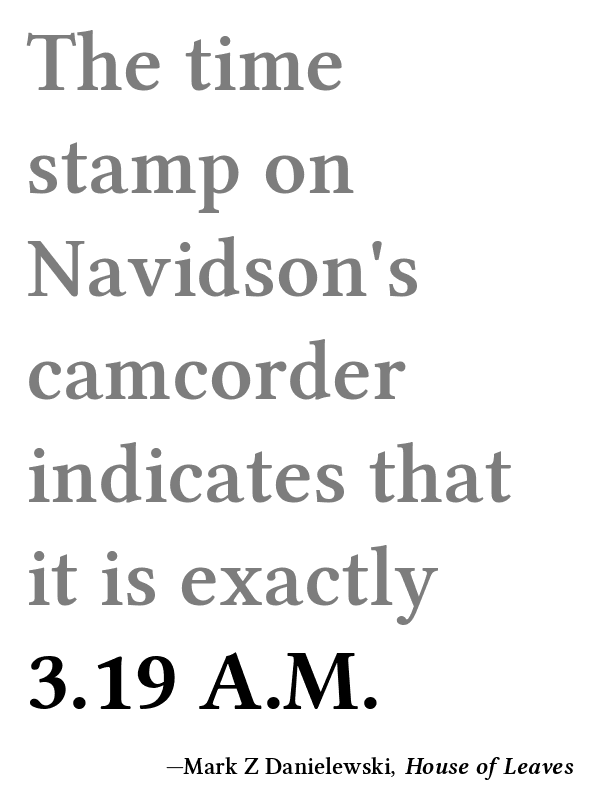 The time
stamp on
Navidson's
camcorder
indicates that
it is exactly
3.19 A.M.
—Mark Z Danielewski, House of Leaves